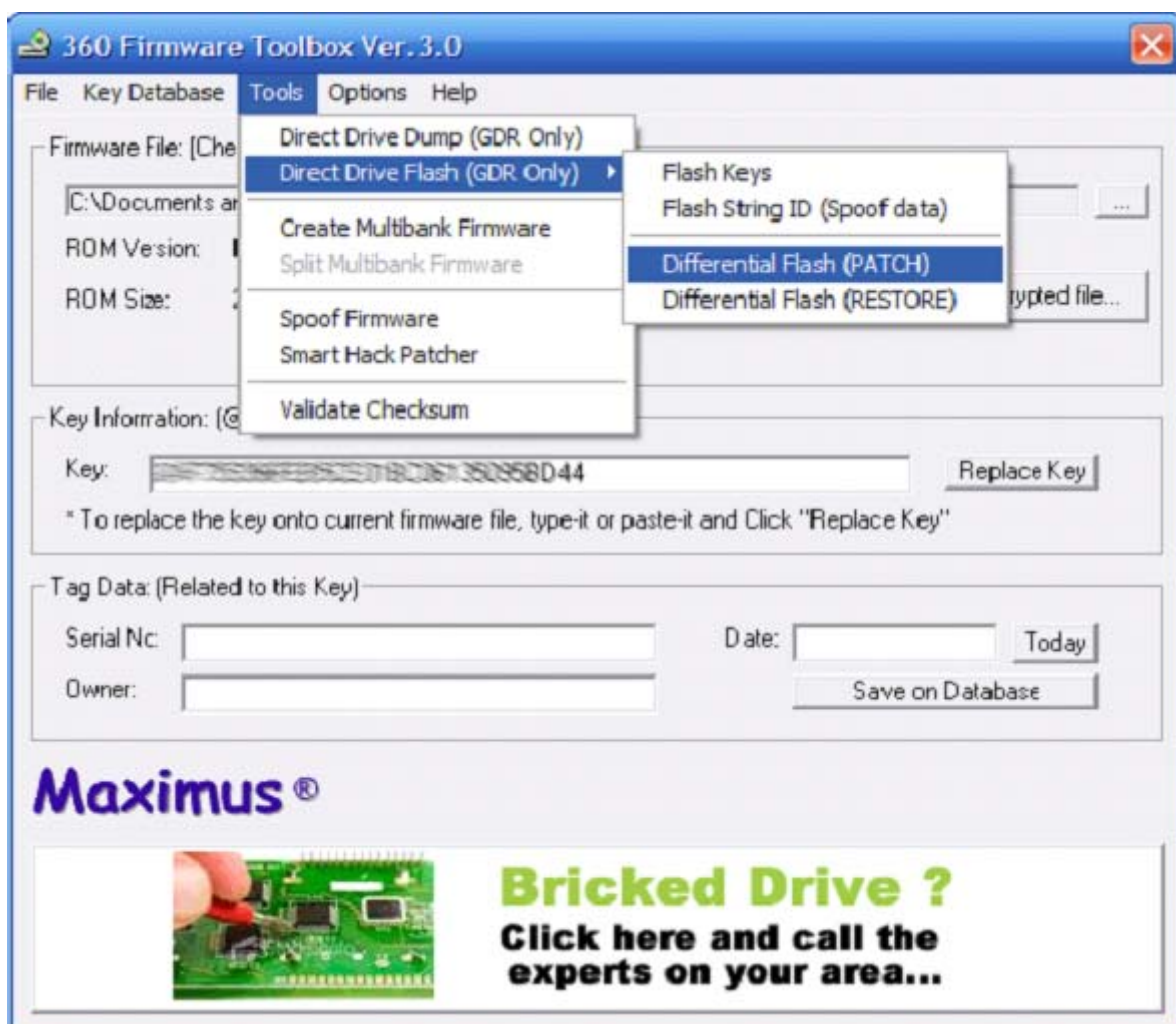 360 Firmware Toolbox Ver. 3.0
File Key Database Tools Options Help
Firmware File: (Che
Direct Drive Dump (GDR Only)
Direct Drive Flash (GDR Only)
Flash Keys
Flash String ID (Spoof data)
Differential Flash (PATCH)
Differential Flash (RESTORE)
C:\Documents ar
...
ROM Version:
Create Multibank Firmware
Split Multibank Firmware
ROM Size:
ypted file...
Spoof Firmware
Smart Hack Patcher
Validate Checksum
Key Information: (@
Key:
Replace Key
* To replace the key onto current firmware file, type-it or paste-it and Click "Replace Key"
Tag Data: (Related to this Key)
Serial No:
Date:
Today
Owner:
Save on Database
Maximus ®
Bricked Drive ?
Click here and call the
experts on your area...